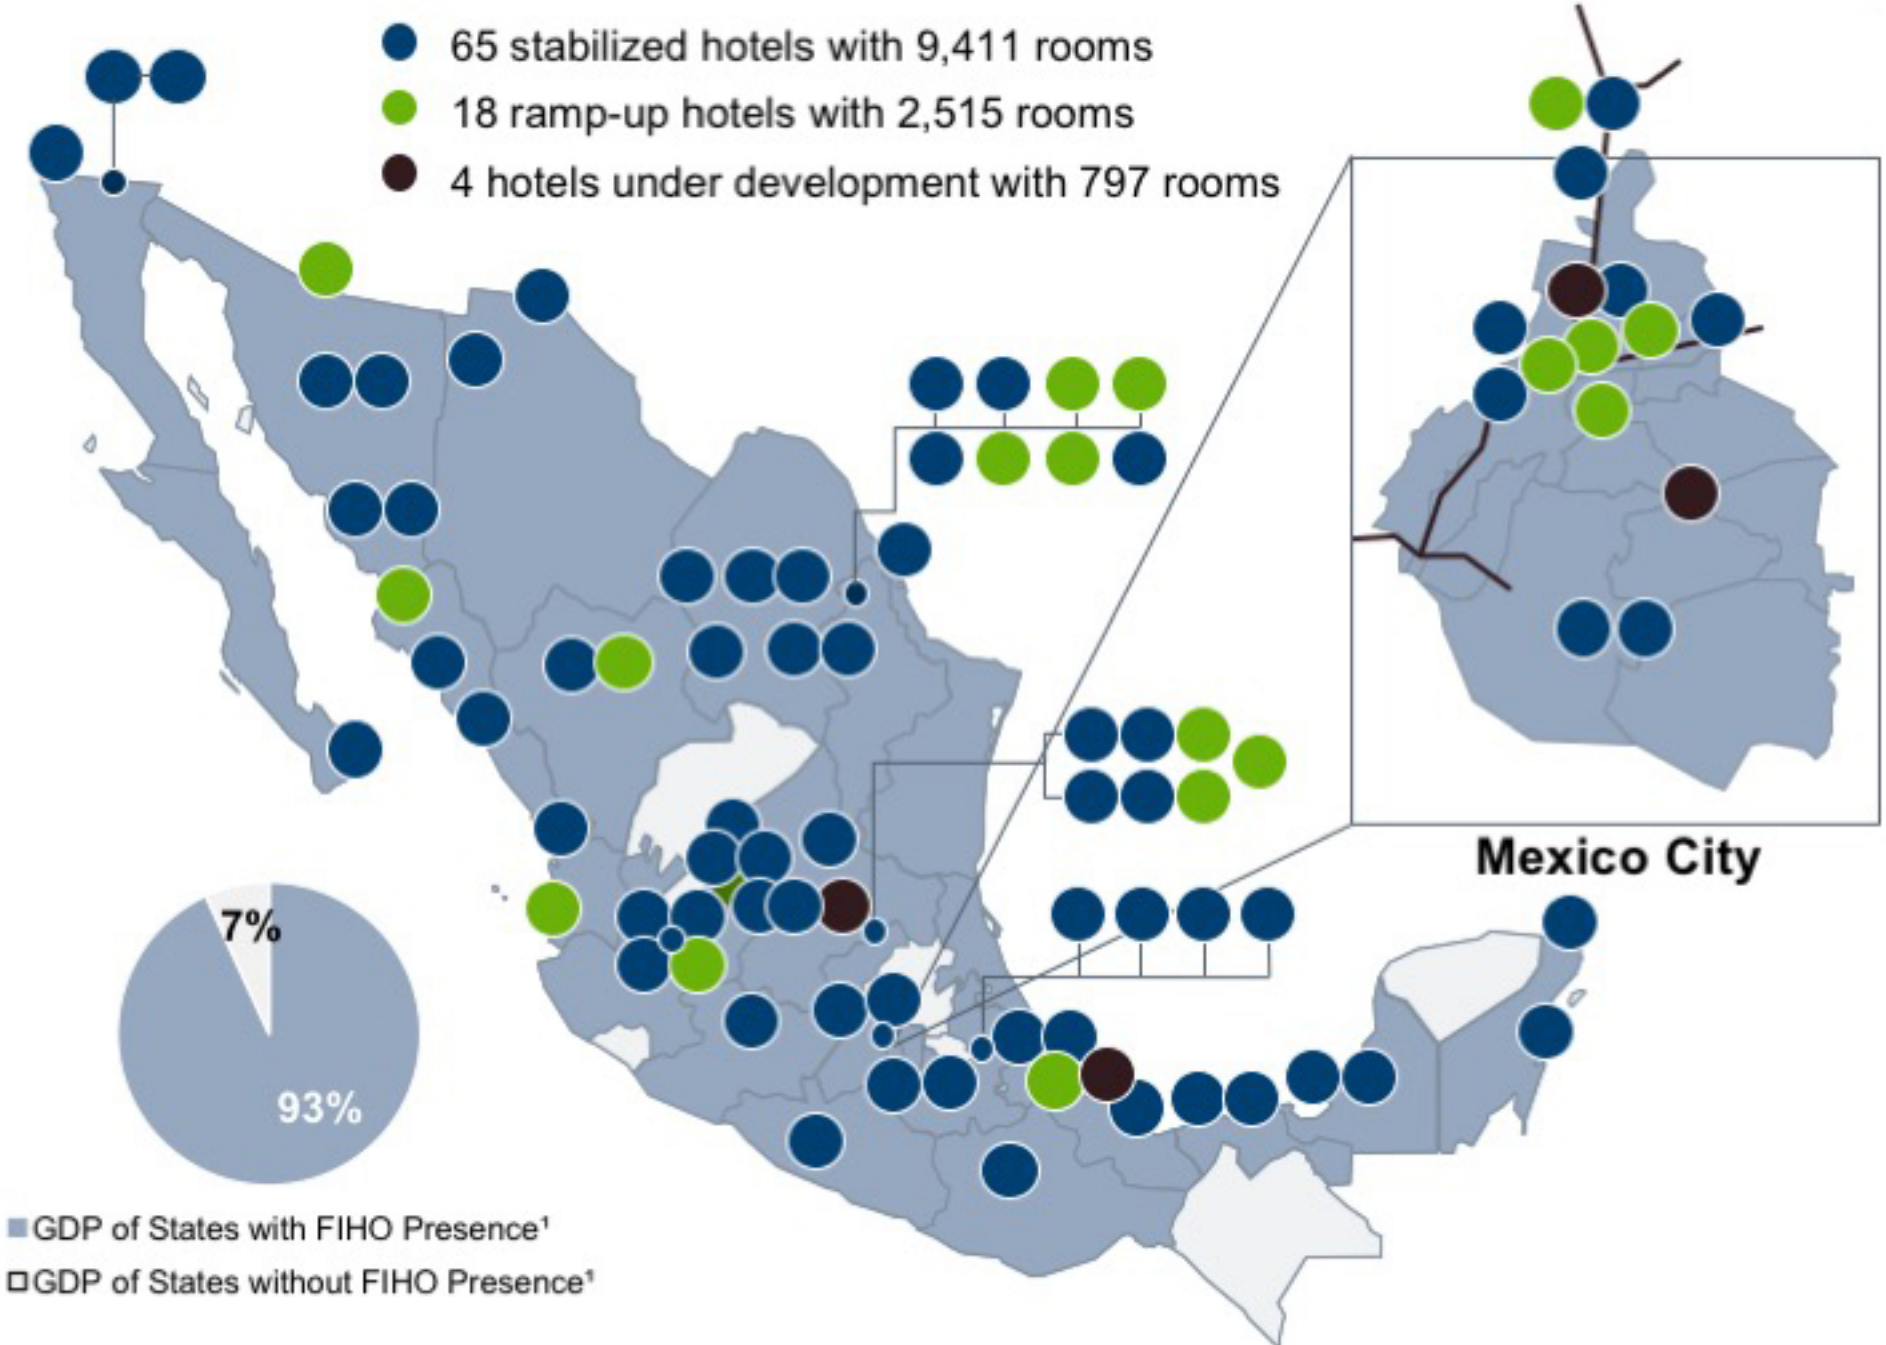 65 stabilized hotels with 9,411 rooms
18 ramp-up hotels with 2,515 rooms
4 hotels under development with 797 rooms
Mexico City
7%
93%
GDP of States with FIHO Presence¹
GDP of States without FIHO Presence¹